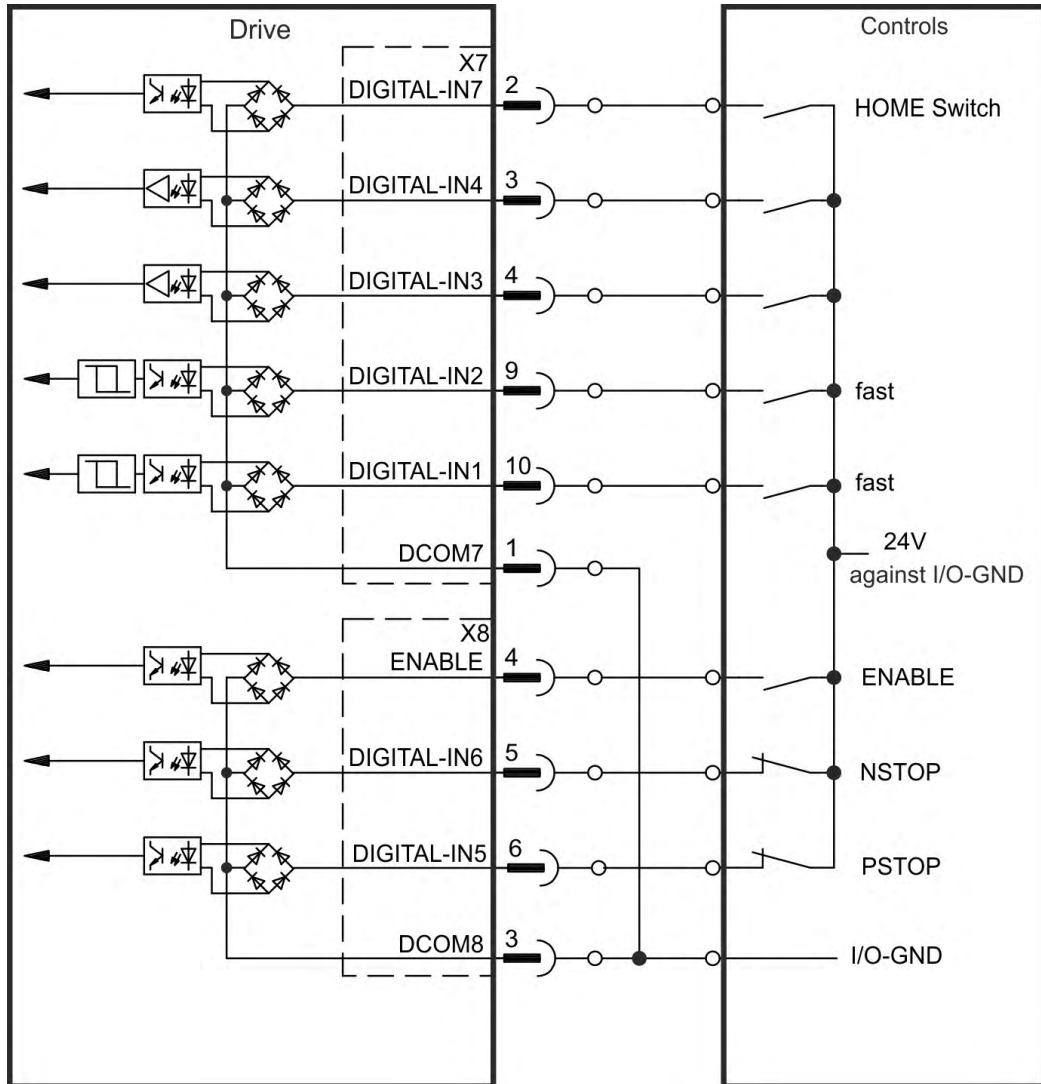 Drive
Controls
X7
DIGITAL-IN7
2
HOME Switch
DIGITAL-IN4
3
DIGITAL-IN3
4
DIGITAL-IN2
9
fast
DIGITAL-IN1
10
fast
24V
against I/O-GND
DCOM7
1
X8
ENABLE
4
ENABLE
DIGITAL-IN6
5
NSTOP
DIGITAL-IN5
6
PSTOP
DCOM8
3
I/O-GND